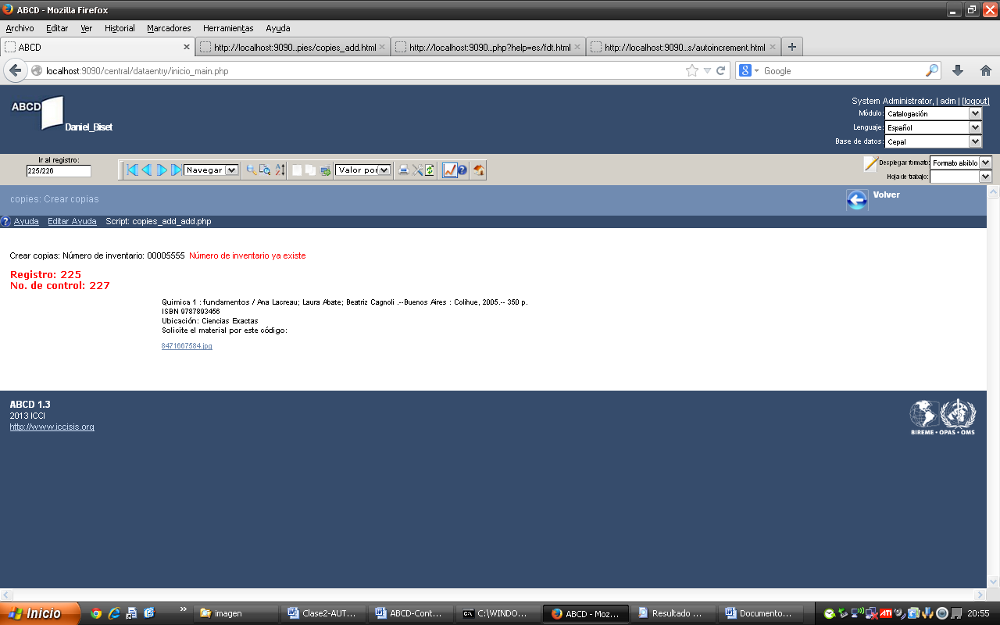 ABCD - Mozilla Firefox
Archivo Editar Ver Historial Marcadores Herramientas Ayuda
ABCD http://localhost:9090...pies/copies_add.html http://localhost:9090...php?help=es/fdt.html http://localhost:9090...s/autoincrement.html
localhost:9090/central/dataentry/inicio_main.php Google
ABCD
Daniel_Biset
System Administrator, | adm | [logout]
Módulo: Catalogación
Lenguaje: Español
Base de datos: Cepal
Ir al registro:
225/226
Navegar
Valor por
Desplegar formato: Formato abiblo
Hoja de trabajo:
copies: Crear copias
Volver
Ayuda Editar Ayuda Script: copies_add_add.php
Crear copias: Número de inventario: 00005555 Número de inventario ya existe
Registro: 225
No. de control: 227
Quimica 1 : fundamentos / Ana Lacreau; Laura Abate; Beatriz Cagnoli .--Buenos Aires : Colihue, 2005.-- 350 p.
ISBN 9787893456
Ubicación: Ciencias Exactas
Solicite el material por este código:
8471667584.jpg
ABCD 1.3
2013 ICCI
http://www.iccisis.org
BIREME • OPAS • OMS
Inicio imagen Clase2-AUT... ABCD-Cont... C:\WINDO... ABCD - Moz... Resultado ... Documento... ATI 20:55